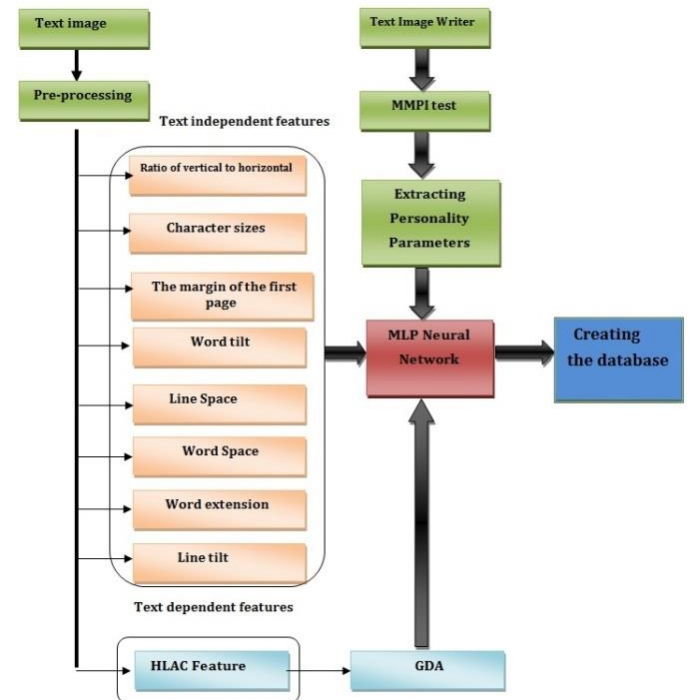 Text image
Text Image Writer
Pre-processing
MMPI test
Text independent features
Ratio of vertical to horizontal
Extracting
Personality
Parameters
Character sizes
The margin of the first
page
Word tilt
MLP Neural
Network
Creating
the database
Line Space
Word Space
Word extension
Line tilt
Text dependent features
HLAC Feature
GDA